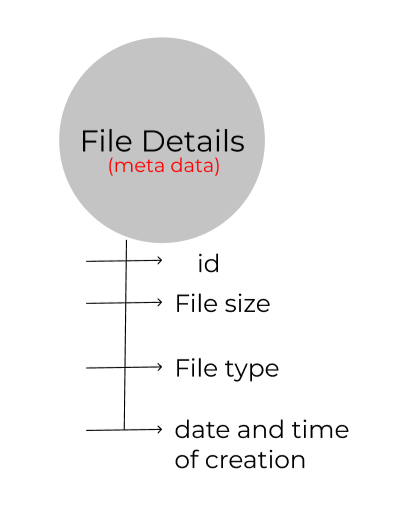 File Details
(meta data)
id
File size
File type
date and time
of creation